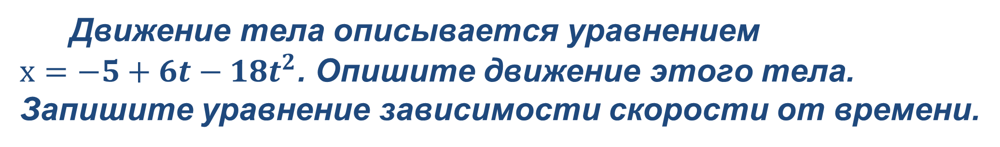 Движение тела описывается уравнением
x = −5 + 6t − 18t². Опишите движение этого тела.
Запишите уравнение зависимости скорости от времени.